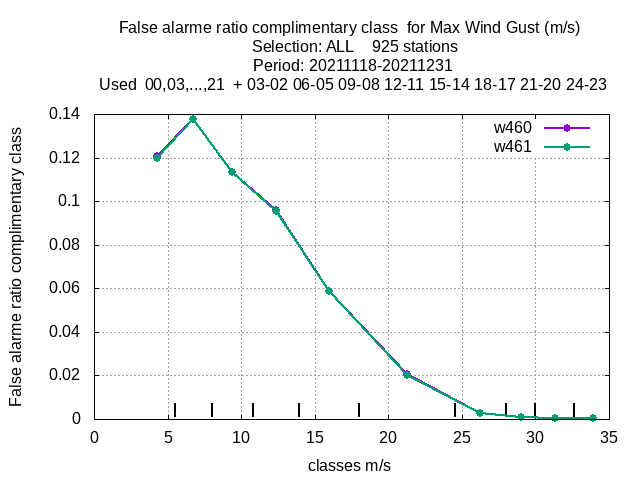 False alarme ratio complimentary class  for Max Wind Gust (m/s)
Selection: ALL    925 stations
Period: 20211118-20211231
Used  00,03,...,21  + 03-02 06-05 09-08 12-11 15-14 18-17 21-20 24-23
False alarme ratio complimentary class
0.14
0.12
0.1
0.08
0.06
0.04
0.02
0
w460
w461
0 5 10 15 20 25 30 35
classes m/s